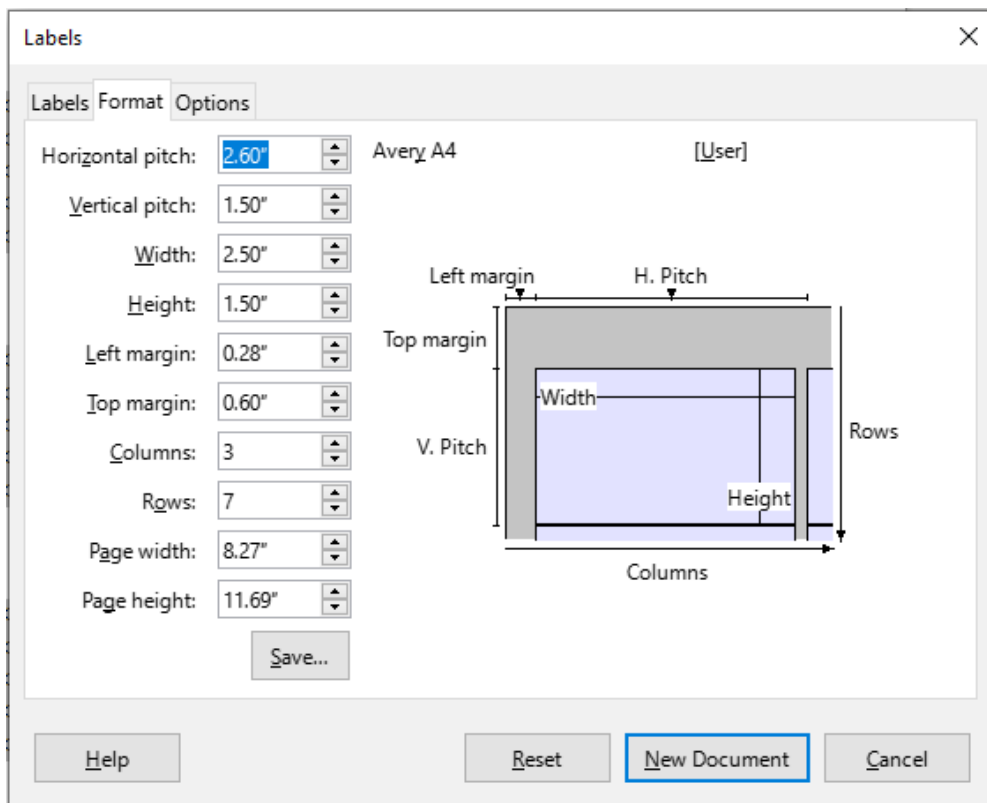 Labels
Labels Format Options
Horizontal pitch: 2.60" Avery A4 [User]
Vertical pitch: 1.50"
Width: 2.50"
Height: 1.50"
Left margin: 0.28"
Top margin: 0.60"
Columns: 3
Rows: 7
Page width: 8.27"
Page height: 11.69"
Save...
Left margin H. Pitch
Top margin
Width
V. Pitch
Rows
Height
Columns
Help Reset New Document Cancel